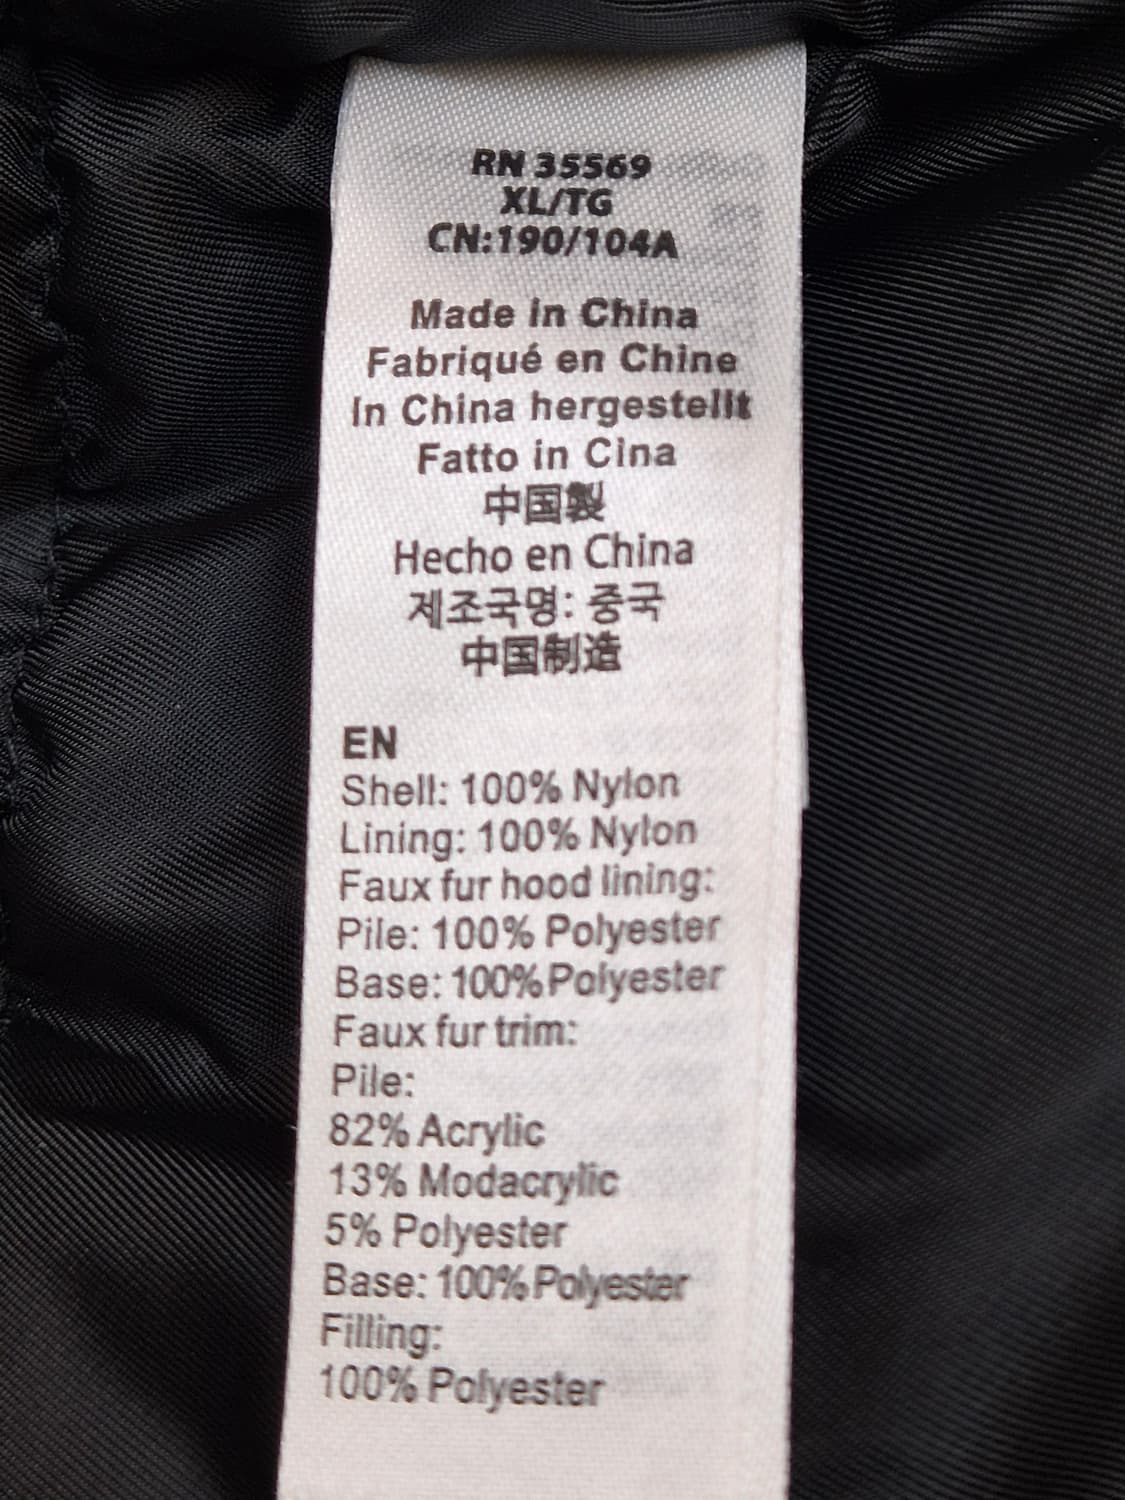 RN 35569
XL/TG
CN:190/104A
Made in China
Fabriqué en Chine
In China hergestellt
Fatto in Cina
中国製
Hecho en China
제조국명: 중국
中国制造
EN
Shell: 100% Nylon
Lining: 100% Nylon
Faux fur hood lining:
Pile: 100% Polyester
Base: 100% Polyester
Faux fur trim:
Pile:
82% Acrylic
13% Modacrylic
5% Polyester
Base: 100% Polyester
Filling:
100% Polyester